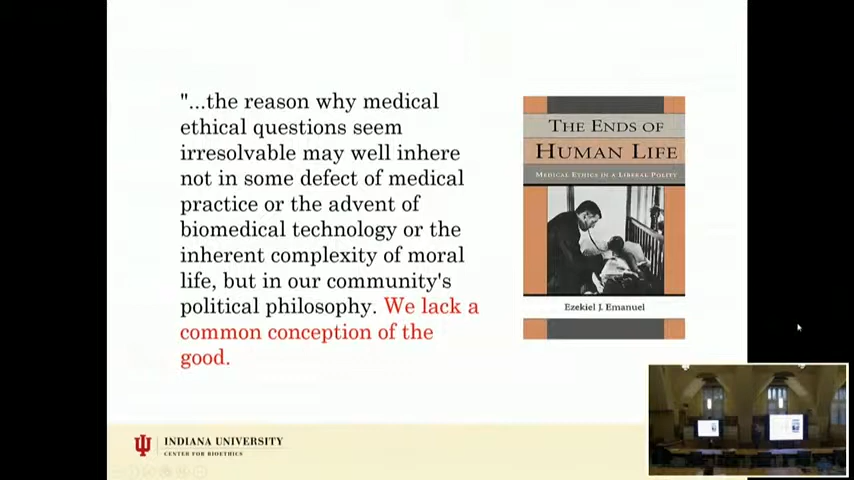 "...the reason why medical
ethical questions seem
irresolvable may well inhere
not in some defect of medical
practice or the advent of
biomedical technology or the
inherent complexity of moral
life, but in our community's
political philosophy. We lack a
common conception of the
good.
THE ENDS OF
HUMAN LIFE
MEDICAL ETHICS IN A LIBERAL POLITY
Ezekiel J. Emanuel
INDIANA UNIVERSITY
CENTER FOR BIOETHICS